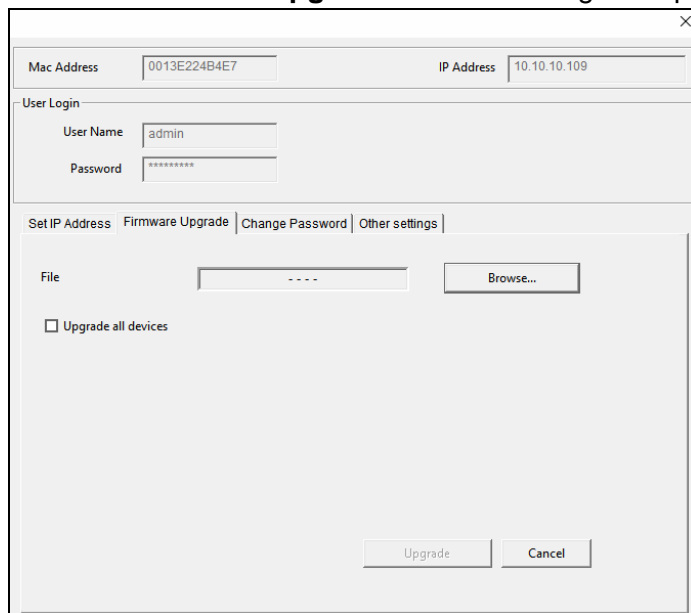 Mac Address 0013E224B4E7 IP Address 10.10.10.109
User Login
User Name admin
Password *********
Set IP Address Firmware Upgrade Change Password Other settings
File - - - - Browse...
Upgrade all devices
Upgrade Cancel